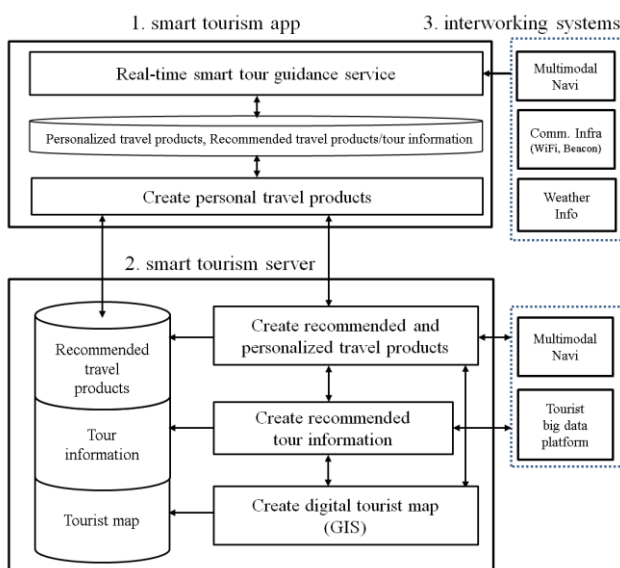 1. smart tourism app
3. interworking systems
Real-time smart tour guidance service
Personalized travel products, Recommended travel products/tour information
Create personal travel products
Multimodal
Navi
Comm. Infra
(WiFi, Beacon)
Weather
Info
2. smart tourism server
Recommended
travel
products
Tour
information
Tourist map
Create recommended and
personalized travel products
Create recommended
tour information
Create digital tourist map
(GIS)
Multimodal
Navi
Tourist
big data
platform